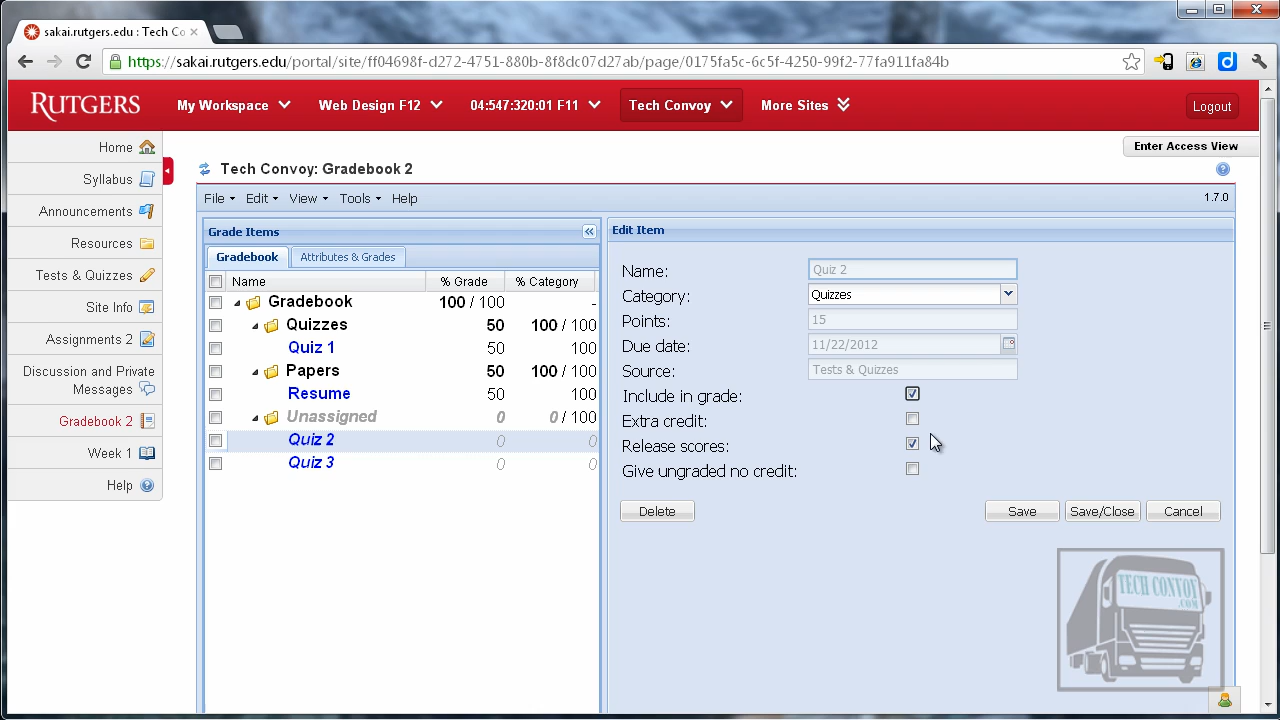 sakai.rutgers.edu : Tech Co
https://sakai.rutgers.edu/portal/site/ff04698f-d272-4751-886b-8f8dc07d27ab/page/0175fa5c-6c5f-4250-99f2-77fa911fa84b
RUTGERS My Workspace Web Design F12 04:547:320:01 F11 Tech Convoy More Sites Logout
Enter Access View
Home
Syllabus
Announcements
Resources
Tests & Quizzes
Site Info
Assignments 2
Discussion and Private
Messages
Gradebook 2
Week 1
Help
Tech Convoy: Gradebook 2
File Edit View Tools Help 1.7.0
Grade Items
Gradebook Attributes & Grades
Name % Grade % Category
Gradebook 100 / 100 -
Quizzes 50 100 / 100
Quiz 1 50 100
Papers 50 100 / 100
Resume 50 100
Unassigned 0 0 / 100
Quiz 2 0 0
Quiz 3 0 0
Edit Item
Name: Quiz 2
Category: Quizzes
Points: 15
Due date: 11/22/2012
Source: Tests & Quizzes
Include in grade:
Extra credit:
Release scores:
Give ungraded no credit:
Delete Save Save/Close Cancel
TECH CONVOY
.COM